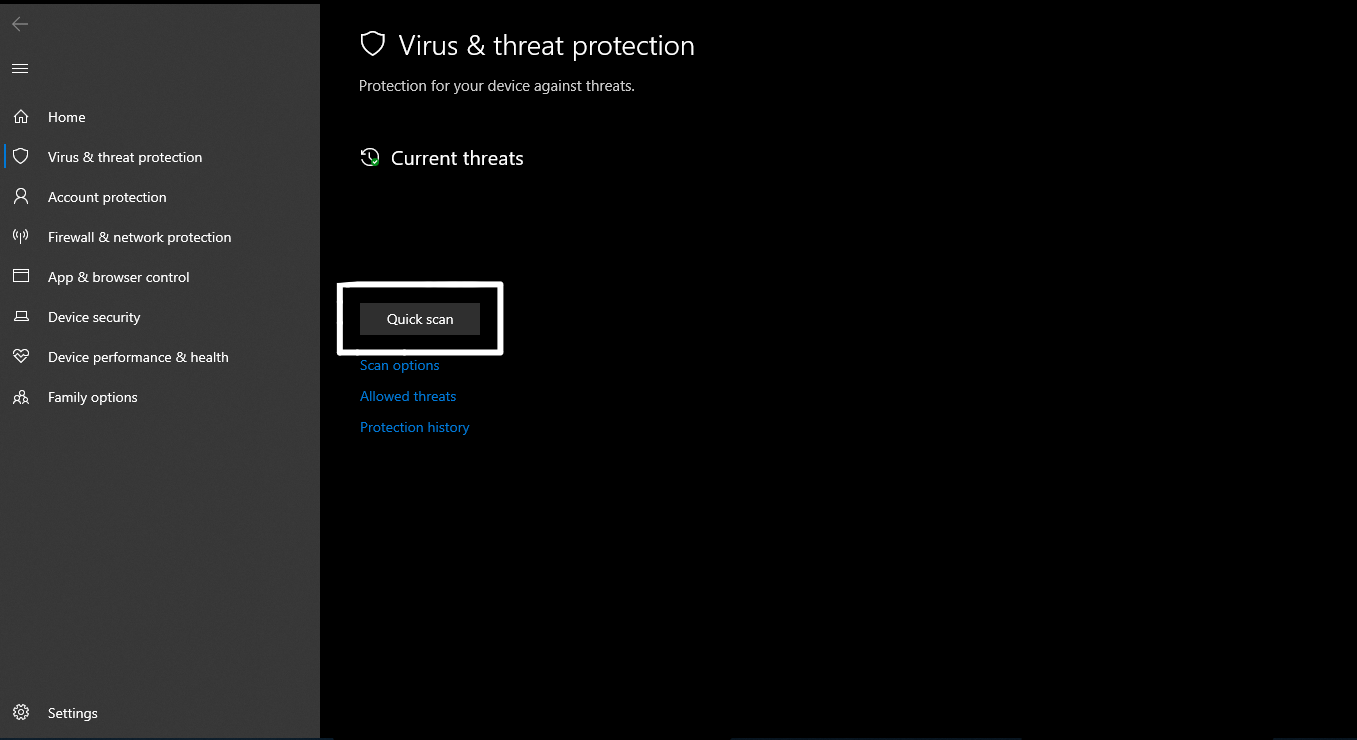 Home
Virus & threat protection
Account protection
Firewall & network protection
App & browser control
Device security
Device performance & health
Family options
Settings
Virus & threat protection
Protection for your device against threats.
Current threats
Quick scan
Scan options
Allowed threats
Protection history